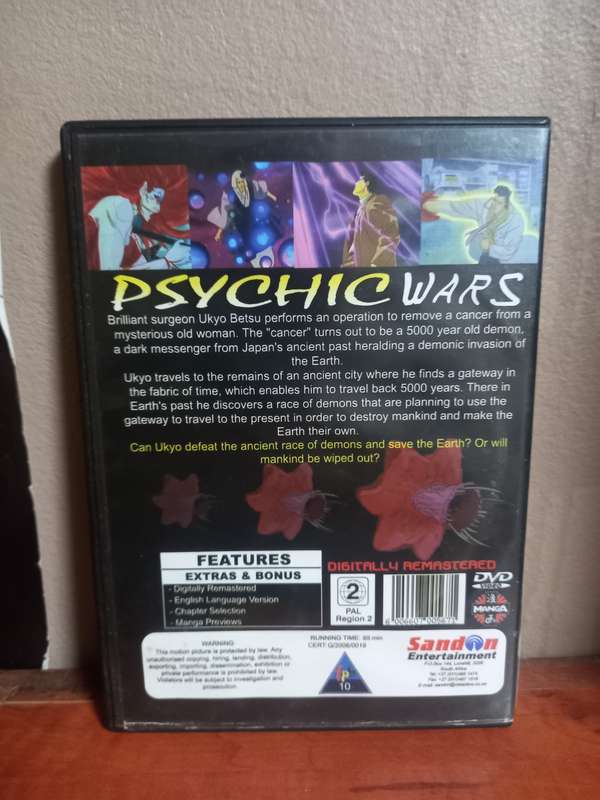 PSYCHIC WARS
Brilliant surgeon Ukyo Betsu performs an operation to remove a cancer from a
mysterious old woman. The "cancer" turns out to be a 5000 year old demon,
a dark messenger from Japan's ancient past heralding a demonic invasion of
the Earth.
Ukyo travels to the remains of an ancient city where he finds a gateway in
the fabric of time, which enables him to travel back 5000 years. There in
Earth's past he discovers a race of demons that are planning to use the
gateway to travel to the present in order to destroy mankind and make the
Earth their own.
Can Ukyo defeat the ancient race of demons and save the Earth? Or will
mankind be wiped out?
FEATURES
EXTRAS & BONUS
- Digitally Remastered
- English Language Version
- Chapter Selection
- Manga Previews
DIGITALLY REMASTERED
2
PAL
Region 2
DVD
VIDEO
MANGA
WARNING
This motion picture is protected by law. Any
unauthorised copying, hiring, lending, distribution,
exporting, importing, dissemination, exhibition or
private performance is prohibited by law.
Violators will be subject to investigation and
prosecution.
RUNNING TIME: min
CERT G/2006/0018
10
Sandon
Entertainment
South Africa